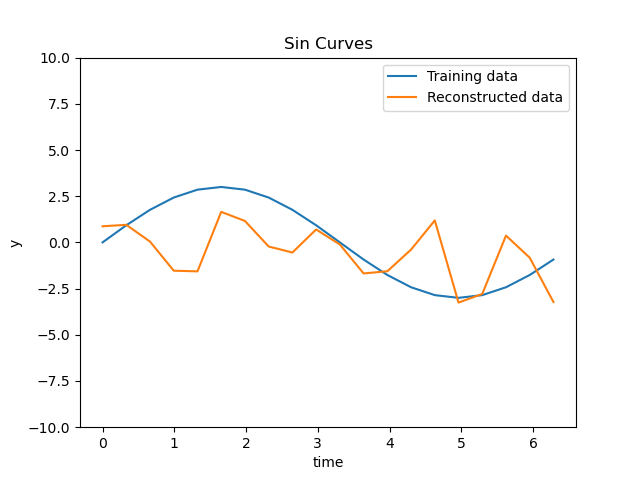 Sin Curves
Training data
Reconstructed data
10.0
7.5
5.0
2.5
0.0
−2.5
−5.0
−7.5
−10.0
y
0 1 2 3 4 5 6
time